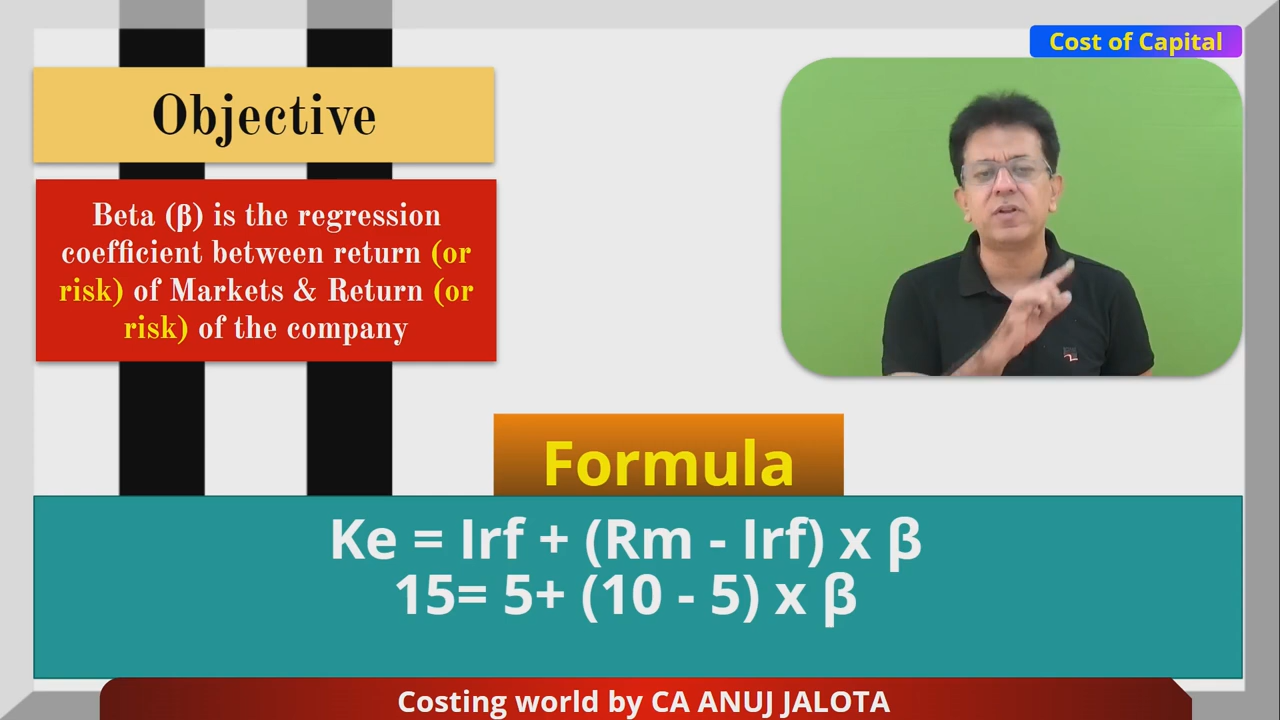 Cost of Capital
Objective
Beta (β) is the regression
coefficient between return (or
risk) of Markets & Return (or
risk) of the company
Formula
Ke = Irf + (Rm - Irf) x β
15= 5+ (10 - 5) x β
Costing world by CA ANUJ JALOTA